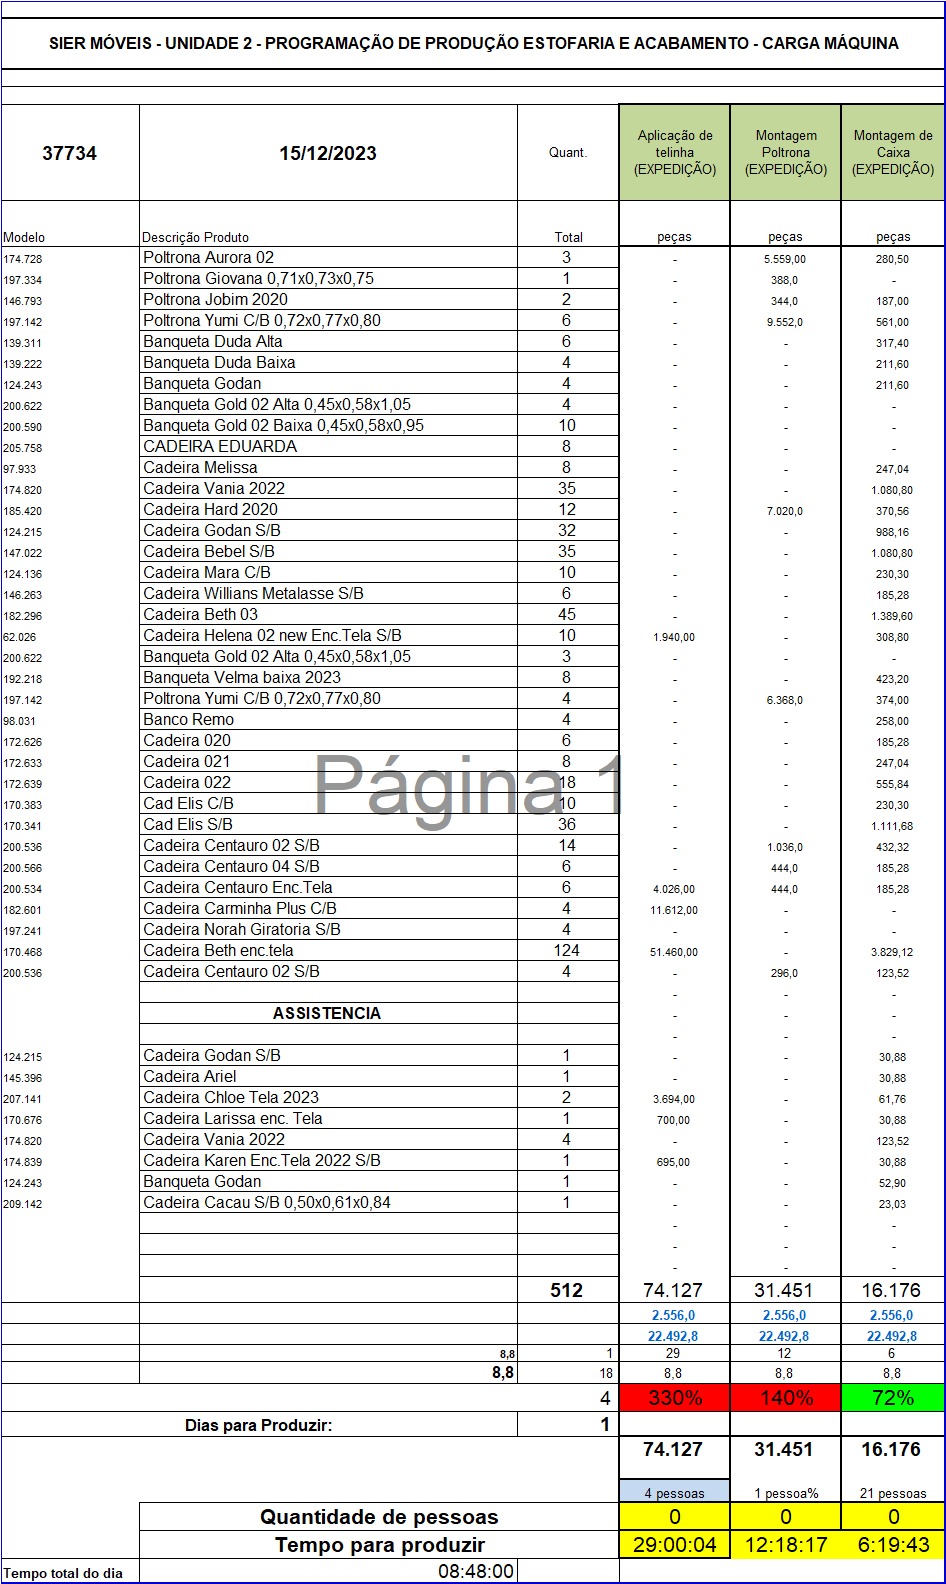 SIER MÓVEIS - UNIDADE 2 - PROGRAMAÇÃO DE PRODUÇÃO ESTOFARIA E ACABAMENTO - CARGA MÁQUINA
37734 15/12/2023 Quant. Aplicação de telinha (EXPEDIÇÃO) Montagem Poltrona (EXPEDIÇÃO) Montagem de Caixa (EXPEDIÇÃO)
Modelo Descrição Produto Total peças peças peças
174.728 Poltrona Aurora 02 3 - 5.559,00 280,50
197.334 Poltrona Giovana 0,71x0,73x0,75 1 - 388,0 -
146.793 Poltrona Jobim 2020 2 - 344,0 187,00
197.142 Poltrona Yumi C/B 0,72x0,77x0,80 6 - 9.552,0 561,00
139.311 Banqueta Duda Alta 6 - - 317,40
139.222 Banqueta Duda Baixa 4 - - 211,60
124.243 Banqueta Godan 4 - - 211,60
200.622 Banqueta Gold 02 Alta 0,45x0,58x1,05 4 - - -
200.590 Banqueta Gold 02 Baixa 0,45x0,58x0,95 10 - - -
205.758 CADEIRA EDUARDA 8 - - -
97.933 Cadeira Melissa 8 - - 247,04
174.820 Cadeira Vania 2022 35 - - 1.080,80
185.420 Cadeira Hard 2020 12 - 7.020,0 370,56
124.215 Cadeira Godan S/B 32 - - 988,16
147.022 Cadeira Bebel S/B 35 - - 1.080,80
124.136 Cadeira Mara C/B 10 - - 230,30
146.263 Cadeira Willians Metalasse S/B 6 - - 185,28
182.296 Cadeira Beth 03 45 - - 1.389,60
62.026 Cadeira Helena 02 new Enc.Tela S/B 10 1.940,00 - 308,80
200.622 Banqueta Gold 02 Alta 0,45x0,58x1,05 3 - - -
192.218 Banqueta Velma baixa 2023 8 - - 423,20
197.142 Poltrona Yumi C/B 0,72x0,77x0,80 4 - 6.368,0 374,00
98.031 Banco Remo 4 - - 258,00
172.626 Cadeira 020 6 - - 185,28
172.633 Cadeira 021 8 - - 247,04
172.639 Cadeira 022 18 - - 555,84
Página 1
170.383 Cad Elis C/B 10 - - 230,30
170.341 Cad Elis S/B 36 - - 1.111,68
200.536 Cadeira Centauro 02 S/B 14 - 1.036,0 432,32
200.566 Cadeira Centauro 04 S/B 6 - 444,0 185,28
200.534 Cadeira Centauro Enc.Tela 6 4.026,00 444,0 185,28
182.601 Cadeira Carminha Plus C/B 4 11.612,00 - -
197.241 Cadeira Norah Giratoria S/B 4 - - -
170.468 Cadeira Beth enc.tela 124 51.460,00 - 3.829,12
200.536 Cadeira Centauro 02 S/B 4 - 296,0 123,52
- - -
ASSISTENCIA - - -
- - -
124.215 Cadeira Godan S/B 1 - - 30,88
145.396 Cadeira Ariel 1 - - 30,88
207.141 Cadeira Chloe Tela 2023 2 3.694,00 - 61,76
170.676 Cadeira Larissa enc. Tela 1 700,00 - 30,88
174.820 Cadeira Vania 2022 4 - - 123,52
174.839 Cadeira Karen Enc.Tela 2022 S/B 1 695,00 - 30,88
124.243 Banqueta Godan 1 - - 52,90
209.142 Cadeira Cacau S/B 0,50x0,61x0,84 1 - - 23,03
- - -
- - -
- - -
512 74.127 31.451 16.176
2.556,0 2.556,0 2.556,0
22.492,8 22.492,8 22.492,8
8,8 1 29 12 6
8,8 18 8,8 8,8 8,8
4 330% 140% 72%
Dias para Produzir: 1
74.127 31.451 16.176
4 pessoas 1 pessoa% 21 pessoas
Quantidade de pessoas 0 0 0
Tempo para produzir 29:00:04 12:18:17 6:19:43
Tempo total do dia 08:48:00